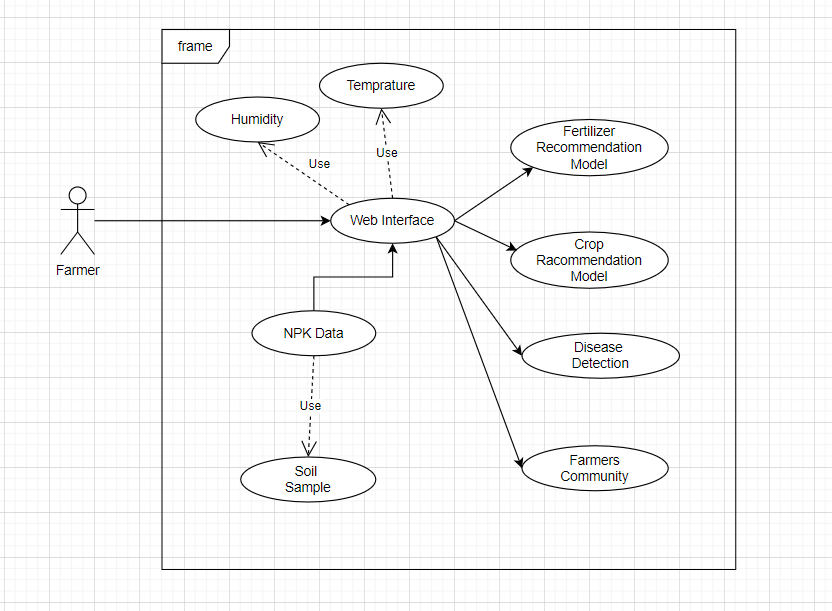 frame
Temprature
Humidity
Use
Use
Fertilizer
Recommendation
Model
Web Interface
Farmer
Crop
Racommendation
Model
NPK Data
Disease
Detection
Use
Soil
Sample
Farmers
Community